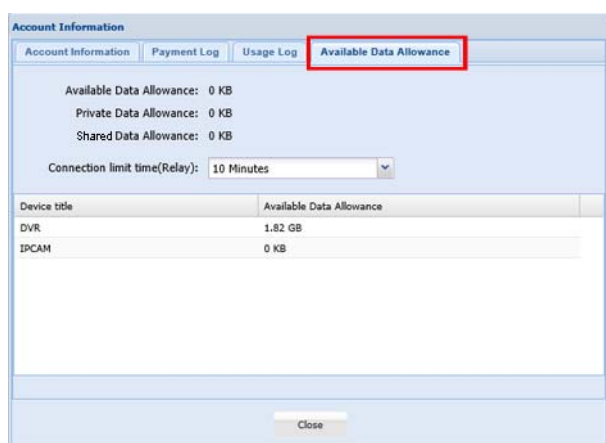 Account Information
Account Information Payment Log Usage Log Available Data Allowance
Available Data Allowance: 0 KB
Private Data Allowance: 0 KB
Shared Data Allowance: 0 KB
Connection limit time(Relay): 10 Minutes
Device title Available Data Allowance
DVR 1.82 GB
IPCAM 0 KB
Close